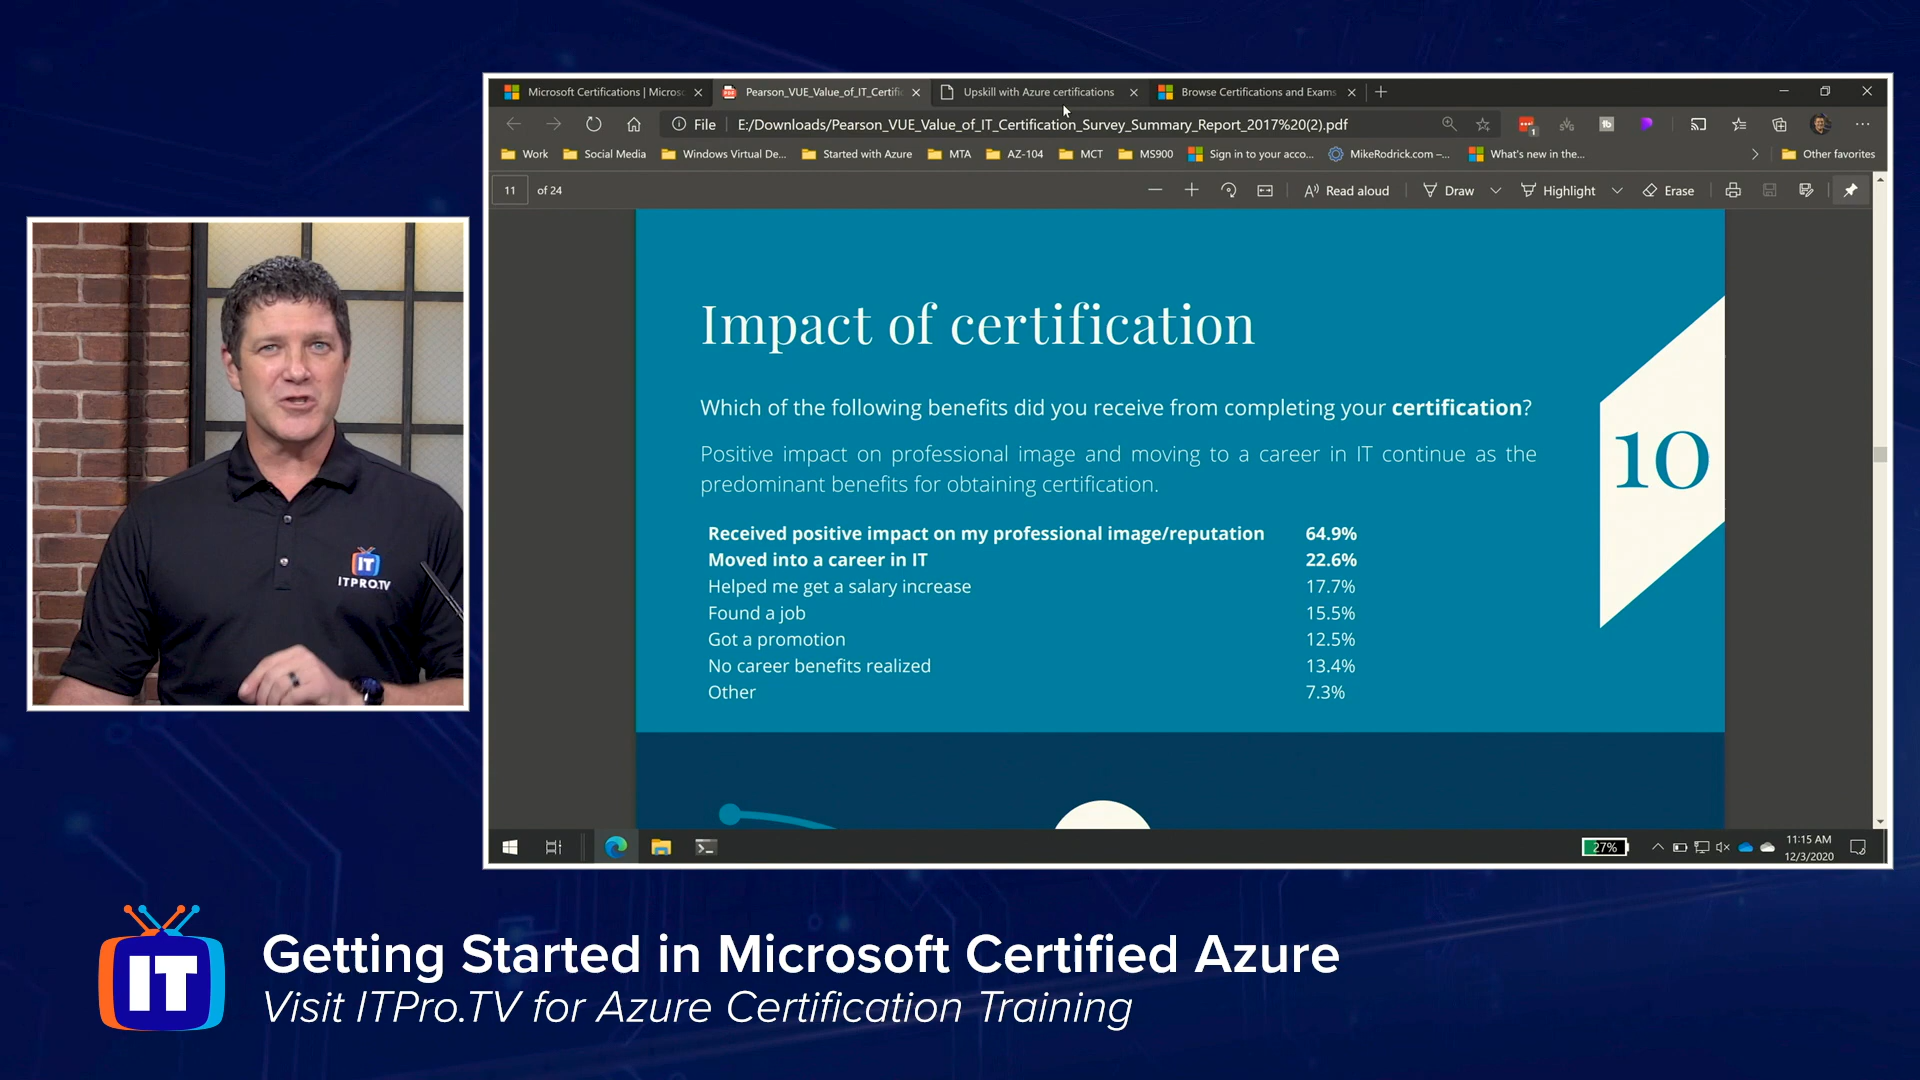 Microsoft Certifications | Micros
Pearson_VUE_Value_of_IT_Certific
Upskill with Azure certifications
Browse Certifications and Exams
File
E:/Downloads/Pearson_VUE_Value_of_IT_Certification_Survey_Summary_Report_2017%20(2).pdf
1
tb
Work
Social Media
Windows Virtual De...
Started with Azure
MTA
AZ-104
MCT
MS900
Sign in to your acco...
MikeRodrick.com –...
What's new in the...
Other favorites
11 of 24
Read aloud
Draw
Highlight
Erase
Impact of certification
Which of the following benefits did you receive from completing your certification?
Positive impact on professional image and moving to a career in IT continue as the
predominant benefits for obtaining certification.
10
Received positive impact on my professional image/reputation 64.9%
Moved into a career in IT 22.6%
Helped me get a salary increase 17.7%
Found a job 15.5%
Got a promotion 12.5%
No career benefits realized 13.4%
Other 7.3%
IT
ITPRO.TV
27%
11:15 AM
12/3/2020
IT
Getting Started in Microsoft Certified Azure
Visit ITPro.TV for Azure Certification Training